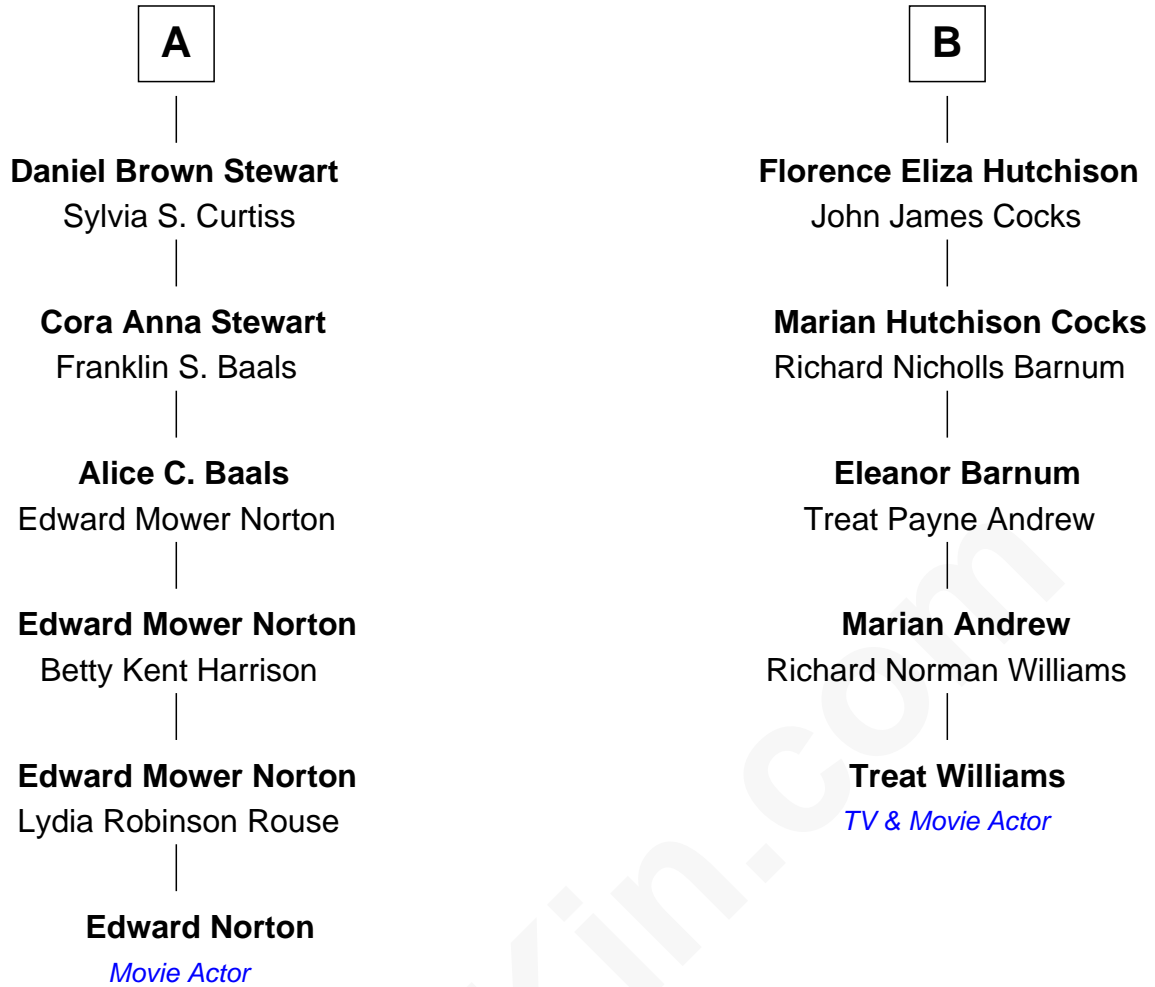 A
Daniel Brown Stewart
Sylvia S. Curtiss
Cora Anna Stewart
Franklin S. Baals
Alice C. Baals
Edward Mower Norton
Edward Mower Norton
Betty Kent Harrison
Edward Mower Norton
Lydia Robinson Rouse
Edward Norton
Movie Actor
B
Florence Eliza Hutchison
John James Cocks
Marian Hutchison Cocks
Richard Nicholls Barnum
Eleanor Barnum
Treat Payne Andrew
Marian Andrew
Richard Norman Williams
Treat Williams
TV & Movie Actor